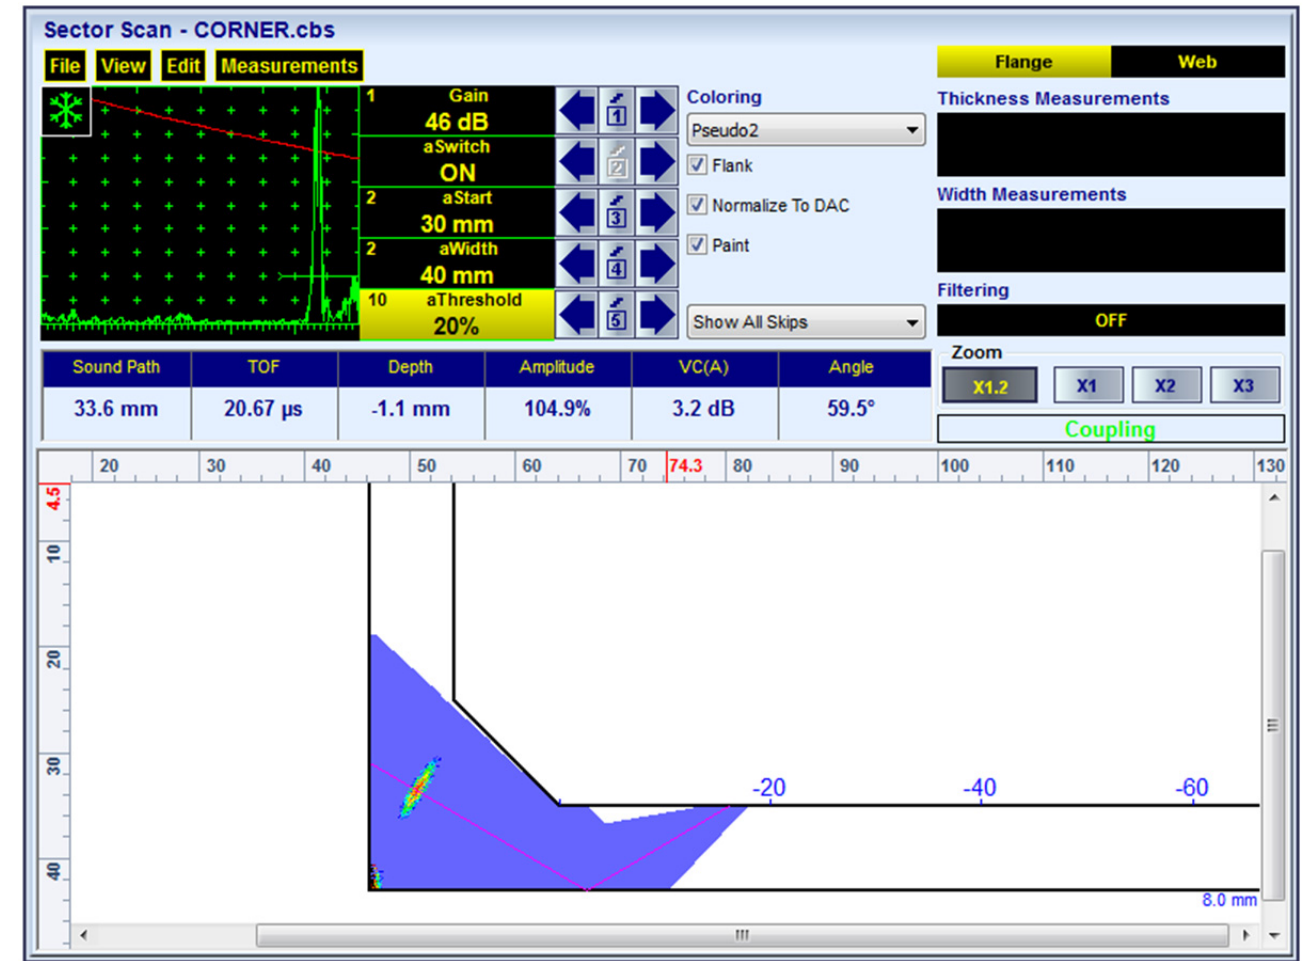 Sector Scan - CORNER.cbs
File View Edit Measurements
Flange Web
1 Gain
46 dB
1
aSwitch
ON
2
2 aStart
30 mm
3
2 aWidth
40 mm
4
10 aThreshold
20%
5
Coloring
Pseudo2
Flank
Normalize To DAC
Paint
Show All Skips
Thickness Measurements
Width Measurements
Filtering
OFF
Zoom
X1.2 X1 X2 X3
Coupling
Sound Path TOF Depth Amplitude VC(A) Angle
33.6 mm 20.67 µs -1.1 mm 104.9% 3.2 dB 59.5°
20 30 40 50 60 70 74.3 80 90 100 110 120 130
4.5
10
20
30
40
-20 -40 -60
8.0 mm